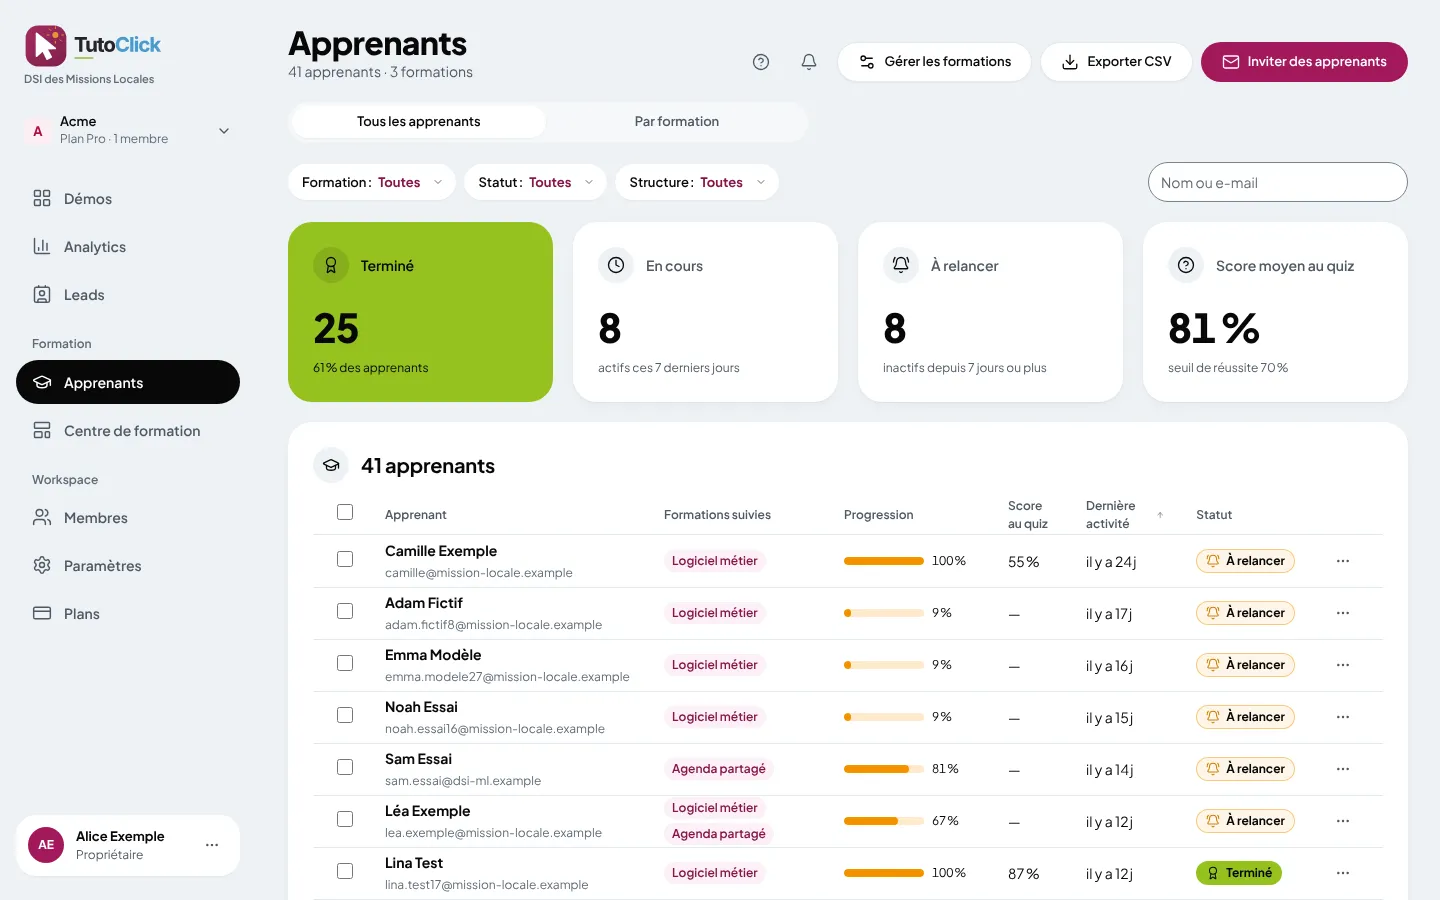 TutoClick
DSI des Missions Locales
A
Acme
Plan Pro · 1 membre
Démos
Analytics
Leads
Formation
Apprenants
Centre de formation
Workspace
Membres
Paramètres
Plans
AE
Alice Exemple
Propriétaire
Apprenants
41 apprenants · 3 formations
Gérer les formations
Exporter CSV
Inviter des apprenants
Tous les apprenants
Par formation
Formation : Toutes
Statut : Toutes
Structure : Toutes
Nom ou e-mail
Terminé
25
61 % des apprenants
En cours
8
actifs ces 7 derniers jours
À relancer
8
inactifs depuis 7 jours ou plus
Score moyen au quiz
81 %
seuil de réussite 70 %
41 apprenants
Apprenant
Formations suivies
Progression
Score
au quiz
Dernière
activité
Statut
Camille Exemple
camille@mission-locale.example
Logiciel métier
100 %
55 %
il y a 24 j
À relancer
Adam Fictif
adam.fictif8@mission-locale.example
Logiciel métier
9 %
—
il y a 17 j
À relancer
Emma Modèle
emma.modele27@mission-locale.example
Logiciel métier
9 %
—
il y a 16 j
À relancer
Noah Essai
noah.essai16@mission-locale.example
Logiciel métier
9 %
—
il y a 15 j
À relancer
Sam Essai
sam.essai@dsi-ml.example
Agenda partagé
81 %
—
il y a 14 j
À relancer
Léa Exemple
lea.exemple@mission-locale.example
Logiciel métier
Agenda partagé
67 %
—
il y a 12 j
À relancer
Lina Test
lina.test17@mission-locale.example
Logiciel métier
100 %
87 %
il y a 12 j
Terminé